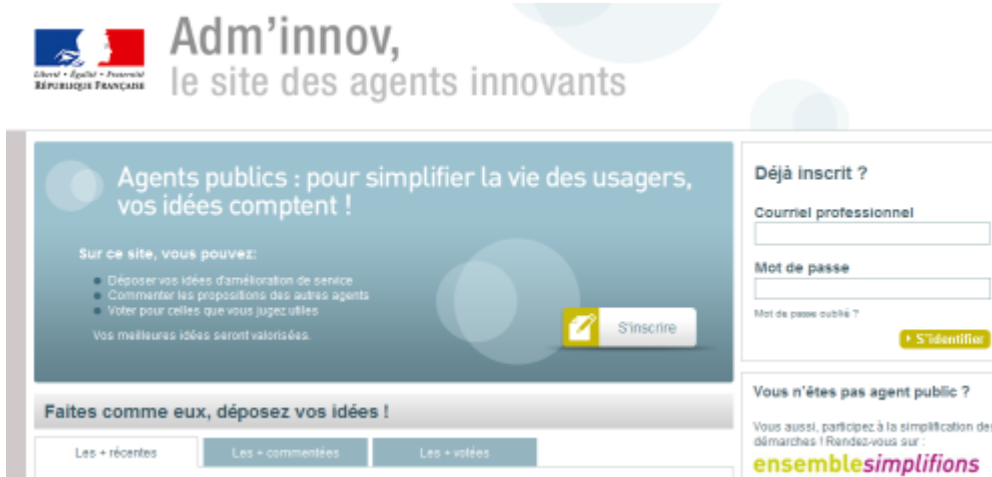 Adm'innov,
le site des agents innovants
Liberté • Égalité • Fraternité
RÉPUBLIQUE FRANÇAISE
Agents publics : pour simplifier la vie des usagers,
vos idées comptent !
Sur ce site, vous pouvez:
Déposer vos idées d'amélioration de service
Commenter les propositions des autres agents
Voter pour celles que vous jugez utiles
Vos meilleures idées seront valorisées.
S'inscrire
Déjà inscrit ?
Courriel professionnel
Mot de passe
Mot de passe oublié ?
S'identifier
Faites comme eux, déposez vos idées !
Les + récentes
Les + commentées
Les + votées
Vous n'êtes pas agent public ?
Vous aussi, participez à la simplification des
démarches ! Rendez-vous sur :
ensemblesimplifions